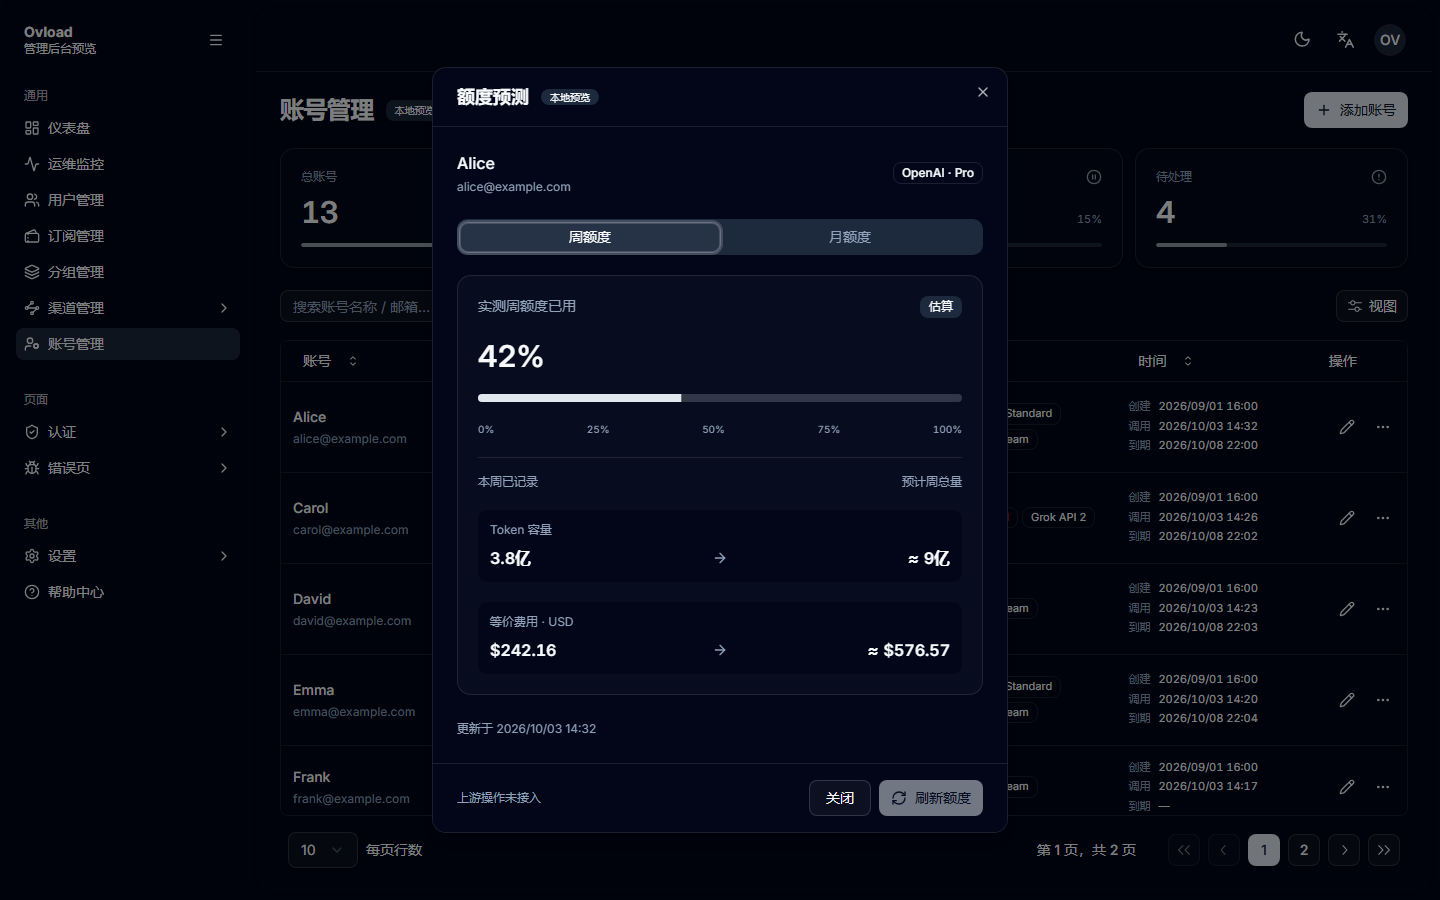 Ovload
管理后台预览
通用
仪表盘
运维监控
用户管理
订阅管理
分组管理
渠道管理
账号管理
页面
认证
错误页
其他
设置
帮助中心
OV
账号管理
本地预览
添加账号
总账号
13
15%
待处理
4
31%
搜索账号名称 / 邮箱...
视图
账号
时间
操作
Alice
alice@example.com
Standard
eam
创建 2026/09/01 16:00
调用 2026/10/03 14:32
到期 2026/10/08 22:00
Carol
carol@example.com
Grok API 2
创建 2026/09/01 16:00
调用 2026/10/03 14:26
到期 2026/10/08 22:02
David
david@example.com
eam
创建 2026/09/01 16:00
调用 2026/10/03 14:23
到期 2026/10/08 22:03
Emma
emma@example.com
Standard
eam
创建 2026/09/01 16:00
调用 2026/10/03 14:20
到期 2026/10/08 22:04
Frank
frank@example.com
eam
创建 2026/09/01 16:00
调用 2026/10/03 14:17
到期 —
10
每页行数
第 1 页，共 2 页
1
2
额度预测
本地预览
Alice
alice@example.com
OpenAI · Pro
周额度
月额度
实测周额度已用
估算
42%
0% 25% 50% 75% 100%
本周已记录
预计周总量
Token 容量
3.8亿 → ≈ 9亿
等价费用 · USD
$242.16 → ≈ $576.57
更新于 2026/10/03 14:32
上游操作未接入
关闭
刷新额度